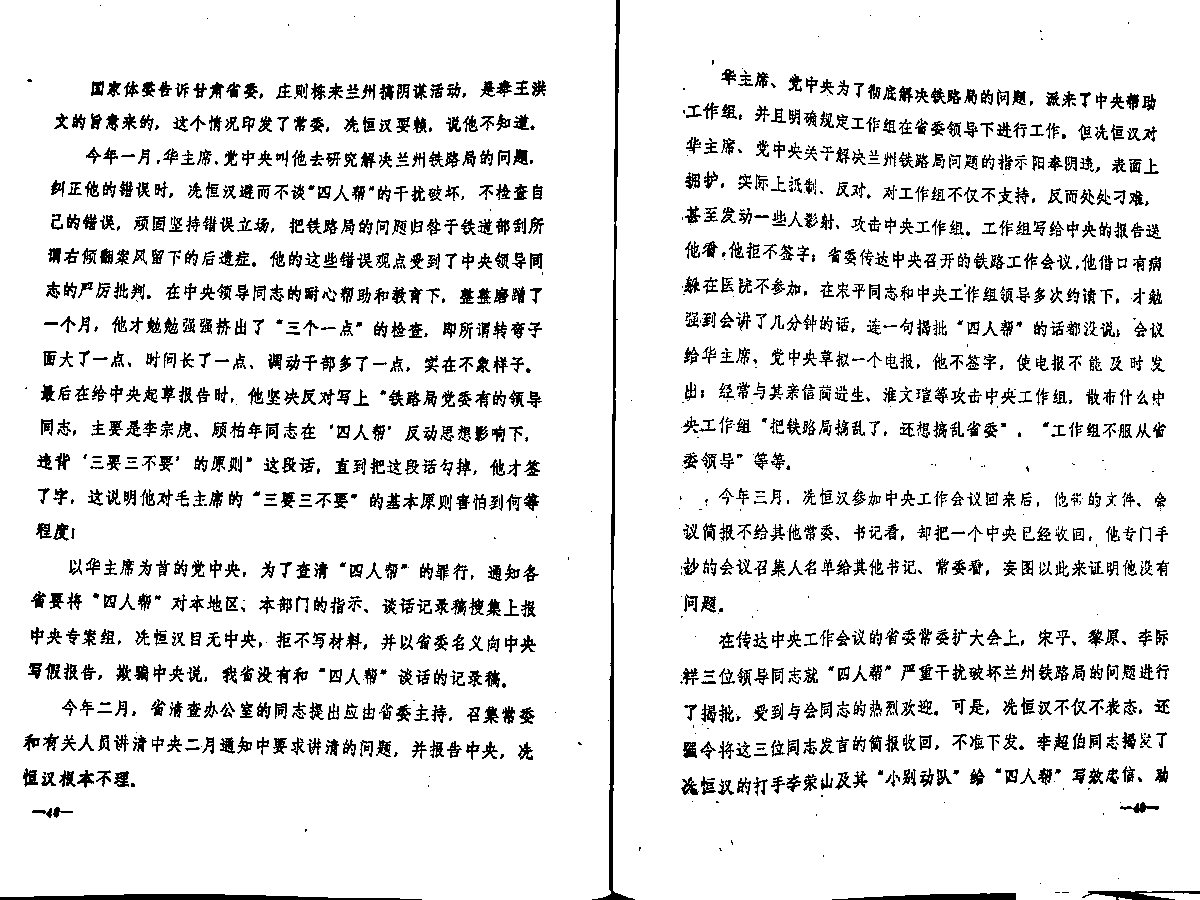 国家体委告诉甘肃省委，庄则栋来兰州搞阴谋活动，是奉王洪
文的旨意来的，这个情况印发了常委，冼恒汉耍赖，说他不知道。
今年一月，华主席、党中央叫他去研究解决兰州铁路局的问题，
纠正他的错误时，冼恒汉避而不谈“四人帮”的干扰破坏，不检查自
己的错误，顽固坚持错误立场，把铁路局的问题归咎于铁道部刮所
谓右倾翻案风留下的后遗症。他的这些错误观点受到了中央领导同
志的严厉批判。在中央领导同志的耐心帮助和教育下，整整磨蹭了
一个月，他才勉勉强强挤出了“三个一点”的检查，即所谓转弯子
面大了一点、时间长了一点、调动干部多了一点，实在不象样子。
最后在给中央起草报告时，他坚决反对写上“铁路局党委有的领导
同志，主要是李宗虎、顾柏年同志在‘四人帮’反动思想影响下，
违背‘三要三不要’的原则”这段话，直到把这段话勾掉，他才签
了字，这说明他对毛主席的“三要三不要”的基本原则害怕到何等
程度！
以华主席为首的党中央，为了查清“四人帮”的罪行，通知各
省要将“四人帮”对本地区、本部门的指示、谈话记录稿搜集上报
中央专案组，冼恒汉目无中央，拒不写材料，并以省委名义向中央
写假报告，欺骗中央说，我省没有和“四人帮”谈话的记录稿。
今年二月，省清查办公室的同志提出应由省委主持，召集常委
和有关人员讲清中央二月通知中要求讲清的问题，并报告中央，冼
恒汉根本不理。
—48—
华主席、党中央为了彻底解决铁路局的问题，派来了中央帮助
工作组，并且明确规定工作组在省委领导下进行工作。但冼恒汉对
华主席、党中央关于解决兰州铁路局问题的指示阳奉阴违，表面上
拥护，实际上抵制、反对。对工作组不仅不支持，反而处处刁难，
甚至发动一些人影射、攻击中央工作组。工作组写给中央的报告送
他看，他拒不签字；省委传达中央召开的铁路工作会议，他借口有病
躲在医院不参加，在宋平同志和中央工作组领导多次约请下，才勉
强到会讲了几分钟的话，连一句揭批“四人帮”的话都没说；会议
给华主席、党中央草拟一个电报，他不签字，使电报不能及时发
出；经常与其亲信蔺进生、淮文瑄等攻击中央工作组，散布什么中
央工作组“把铁路局搞乱了，还想搞乱省委”，“工作组不服从省
委领导”等等。
今年三月，冼恒汉参加中央工作会议回来后，他带的文件、会
议简报不给其他常委、书记看，却把一个中央已经收回，他专门手
抄的会议召集人名单给其他书记、常委看，妄图以此来证明他没有
问题。
在传达中央工作会议的省委常委扩大会上，宋平、黎原、李际
祥三位领导同志就“四人帮”严重干扰破坏兰州铁路局的问题进行
了揭批，受到与会同志的热烈欢迎。可是，冼恒汉不仅不表态，还
勒令将这三位同志发言的简报收回，不准下发。李超伯同志揭发了
冼恒汉的打手李荣山及其“小别动队”给“四人帮”写效忠信、劝
—49—